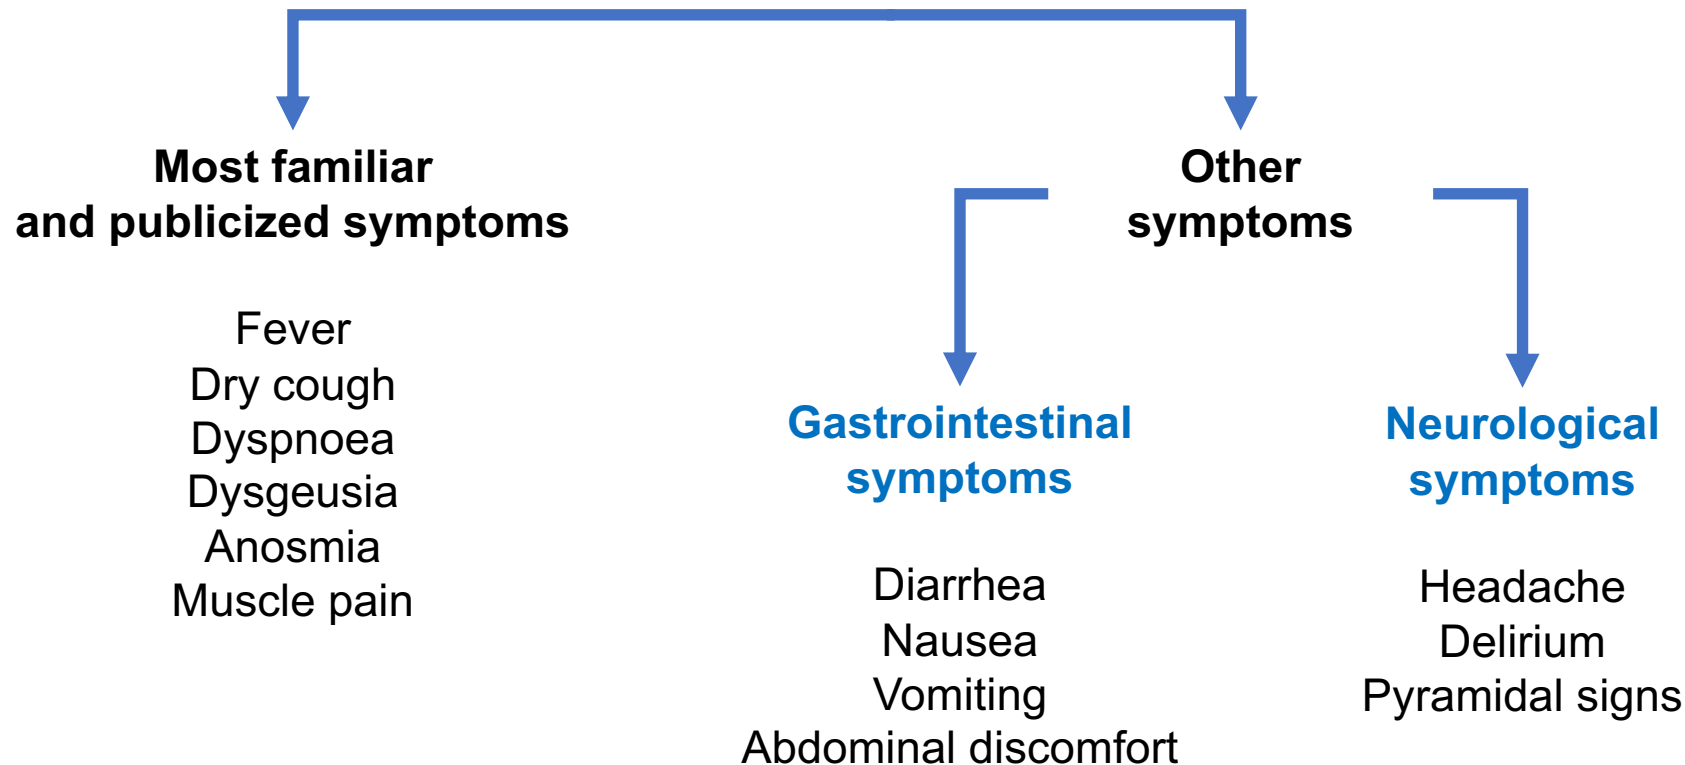 Most familiar
and publicized symptoms
Fever
Dry cough
Dyspnoea
Dysgeusia
Anosmia
Muscle pain
Other
symptoms
Gastrointestinal
symptoms
Diarrhea
Nausea
Vomiting
Abdominal discomfort
Neurological
symptoms
Headache
Delirium
Pyramidal signs